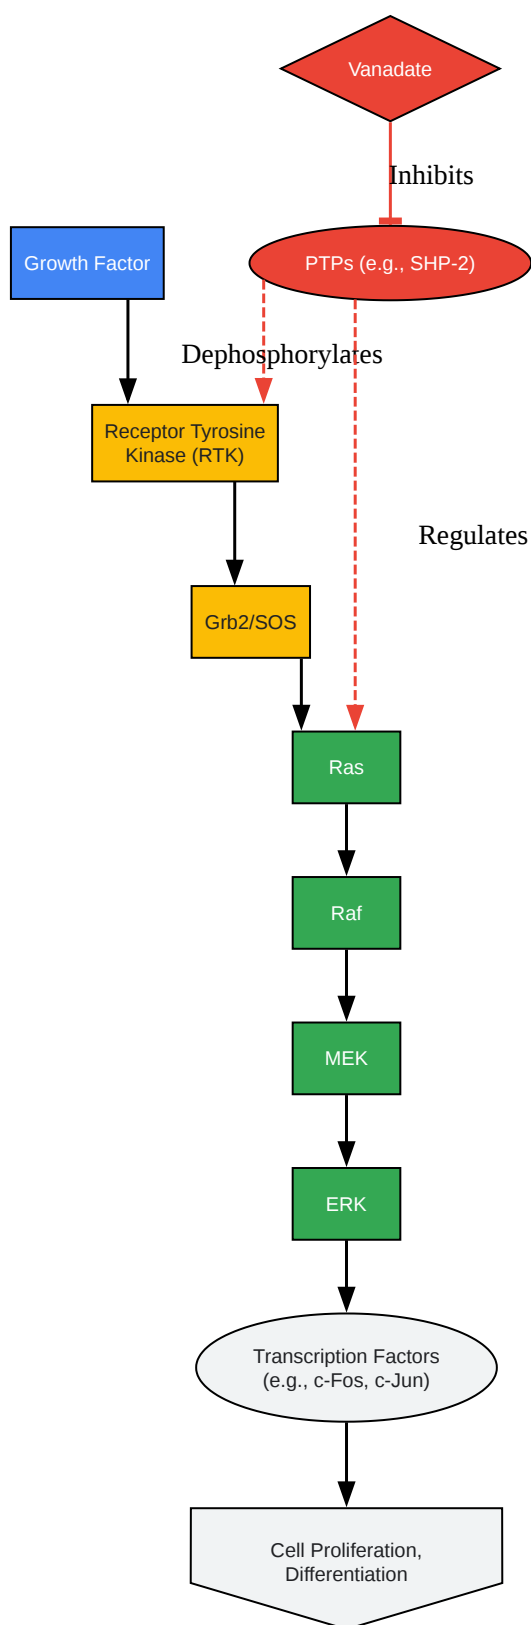 Vanadate
Inhibits
Growth Factor
PTPs (e.g., SHP-2)
Dephosphorylates
Receptor Tyrosine
Kinase (RTK)
Regulates
Grb2/SOS
Ras
Raf
MEK
ERK
Transcription Factors
(e.g., c-Fos, c-Jun)
Cell Proliferation,
Differentiation